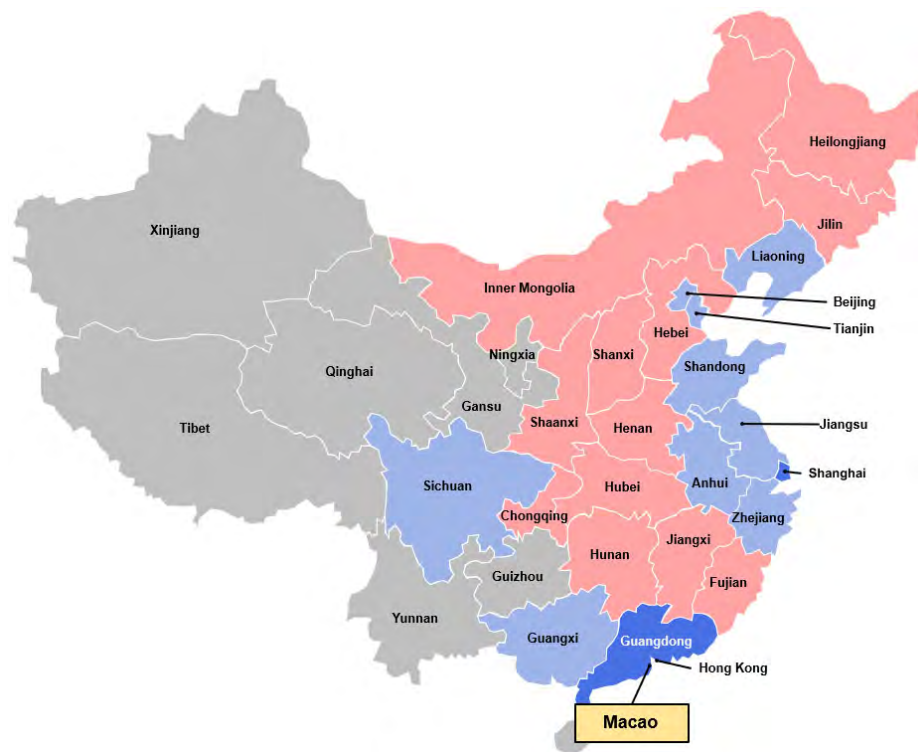 Heilongjiang
Jilin
Xinjiang
Liaoning
Inner Mongolia
Beijing
Tianjin
Hebei
Ningxia
Shanxi
Shandong
Qinghai
Gansu
Tibet
Shaanxi
Henan
Jiangsu
Shanghai
Sichuan
Anhui
Hubei
Chongqing
Zhejiang
Jiangxi
Hunan
Guizhou
Fujian
Yunnan
Guangxi
Guangdong
Hong Kong
Macao